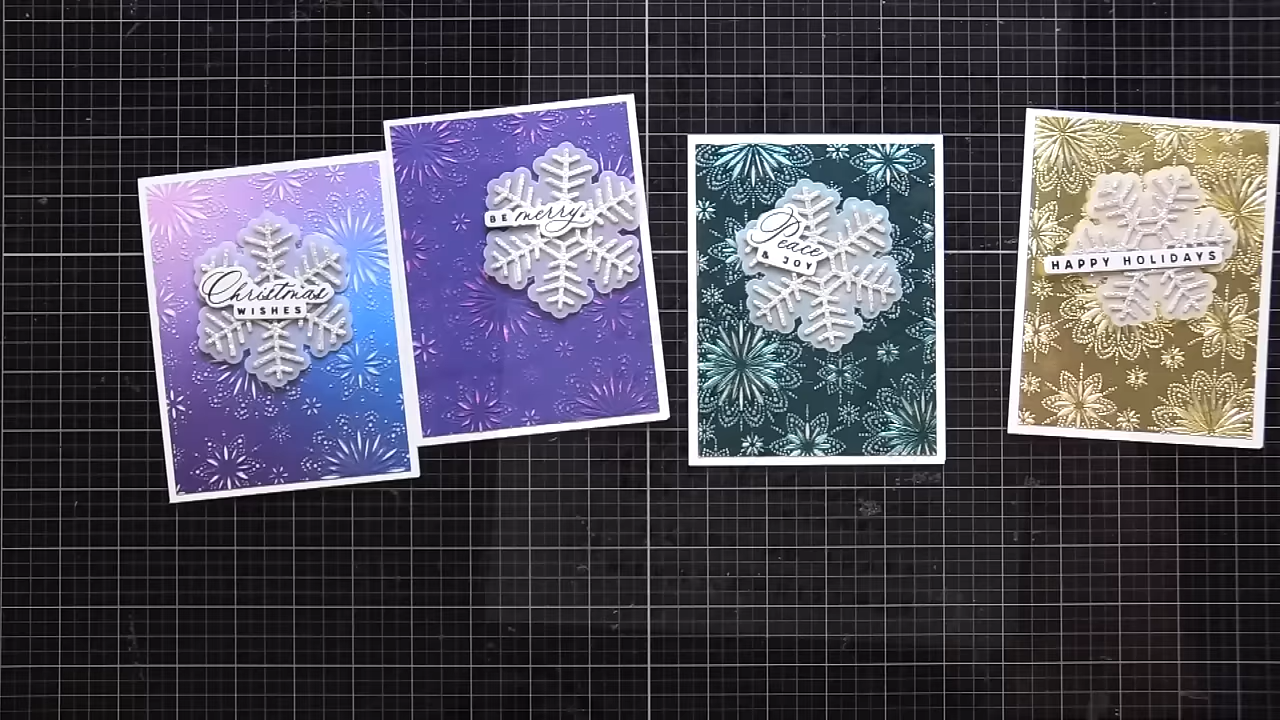 Christmas
WISHES
BE merry.
Peace
& JOY
HAPPY HOLIDAYS